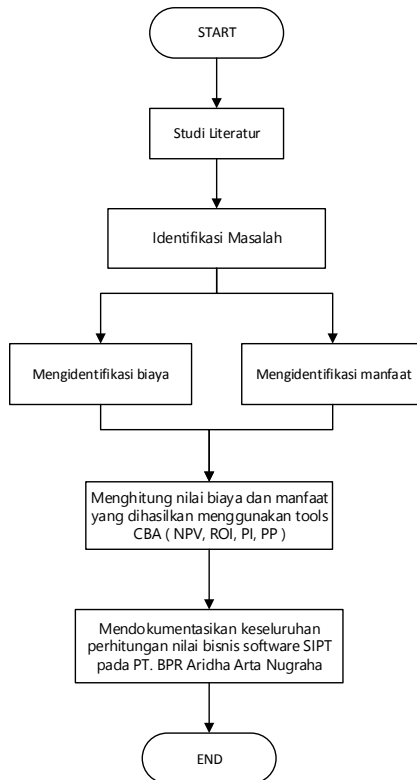 START
Studi Literatur
Identifikasi Masalah
Mengidentifikasi biaya
Mengidentifikasi manfaat
Menghitung nilai biaya dan manfaat
yang dihasilkan menggunakan tools
CBA ( NPV, ROI, PI, PP )
Mendokumentasikan keseluruhan
perhitungan nilai bisnis software SIPT
pada PT. BPR Aridha Arta Nugraha
END